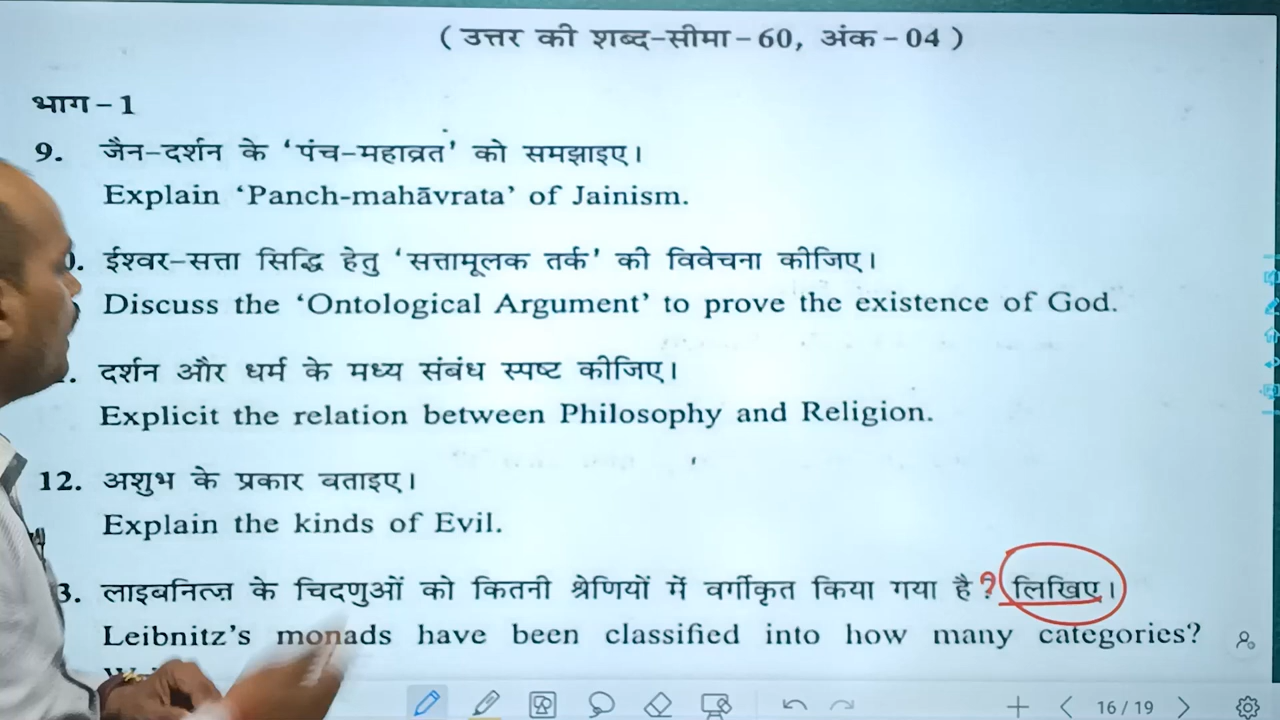 ( उत्तर की शब्द-सीमा - 60, अंक - 04 )
भाग - 1
9. जैन-दर्शन के 'पंच-महाव्रत' को समझाइए।
Explain 'Panch-mahāvrata' of Jainism.
0. ईश्वर-सत्ता सिद्धि हेतु 'सत्तामूलक तर्क' की विवेचना कीजिए।
Discuss the 'Ontological Argument' to prove the existence of God.
दर्शन और धर्म के मध्य संबंध स्पष्ट कीजिए।
Explicit the relation between Philosophy and Religion.
12. अशुभ के प्रकार बताइए।
Explain the kinds of Evil.
3. लाइबनित्ज़ के चिदणुओं को कितनी श्रेणियों में वर्गीकृत किया गया है ? लिखिए।
Leibnitz's monads have been classified into how many categories?
16 / 19